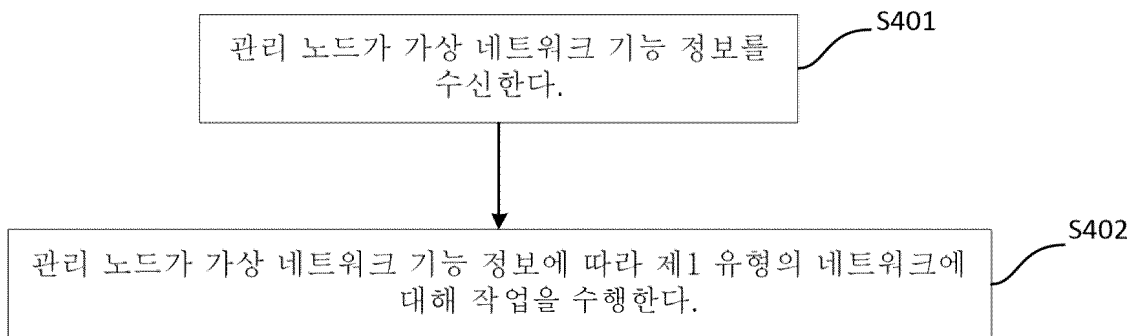 관리 노드가 가상 네트워크 기능 정보를
수신한다.
S401
관리 노드가 가상 네트워크 기능 정보에 따라 제1 유형의 네트워크에
대해 작업을 수행한다.
S402